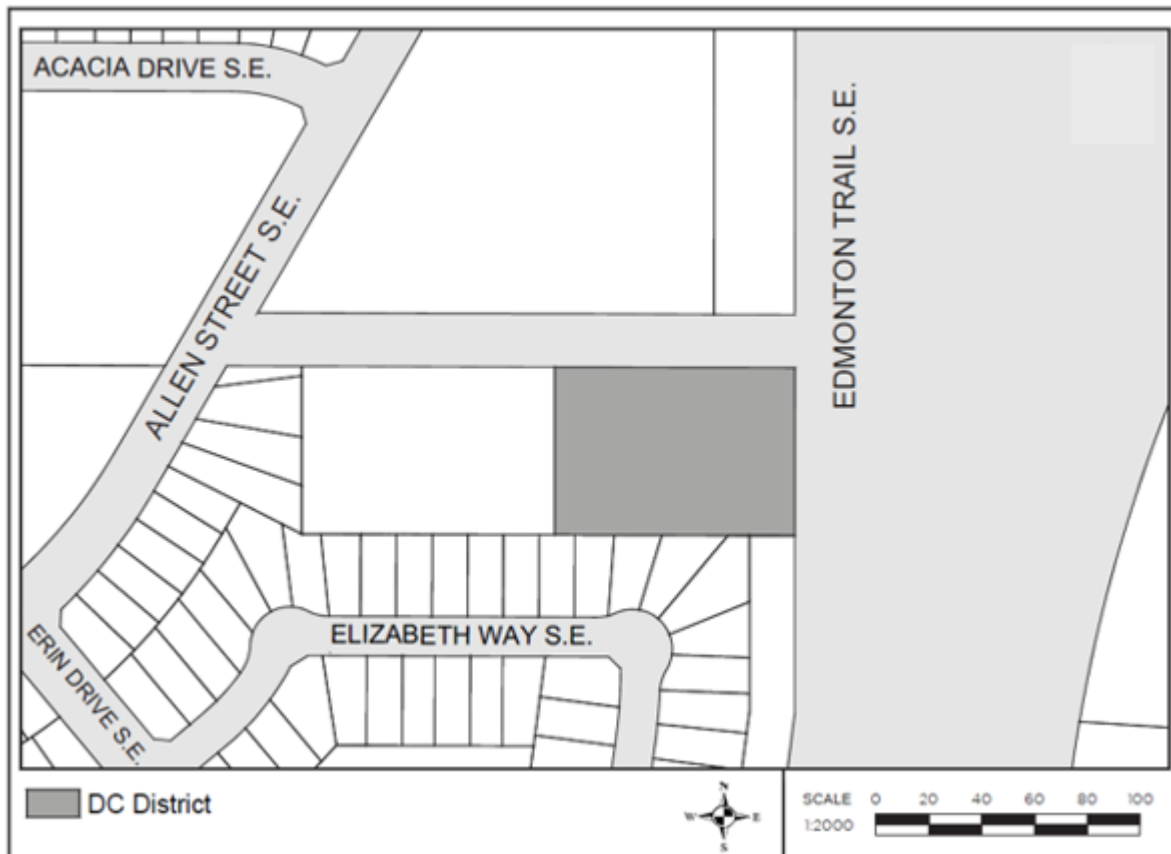 ACACIA DRIVE S.E.
ALLEN STREET S.E.
EDMONTON TRAIL S.E.
ELIZABETH WAY S.E.
ERIN DRIVE S.E.
DC District
N
W E
S
SCALE 0 20 40 60 80 100
1:2000